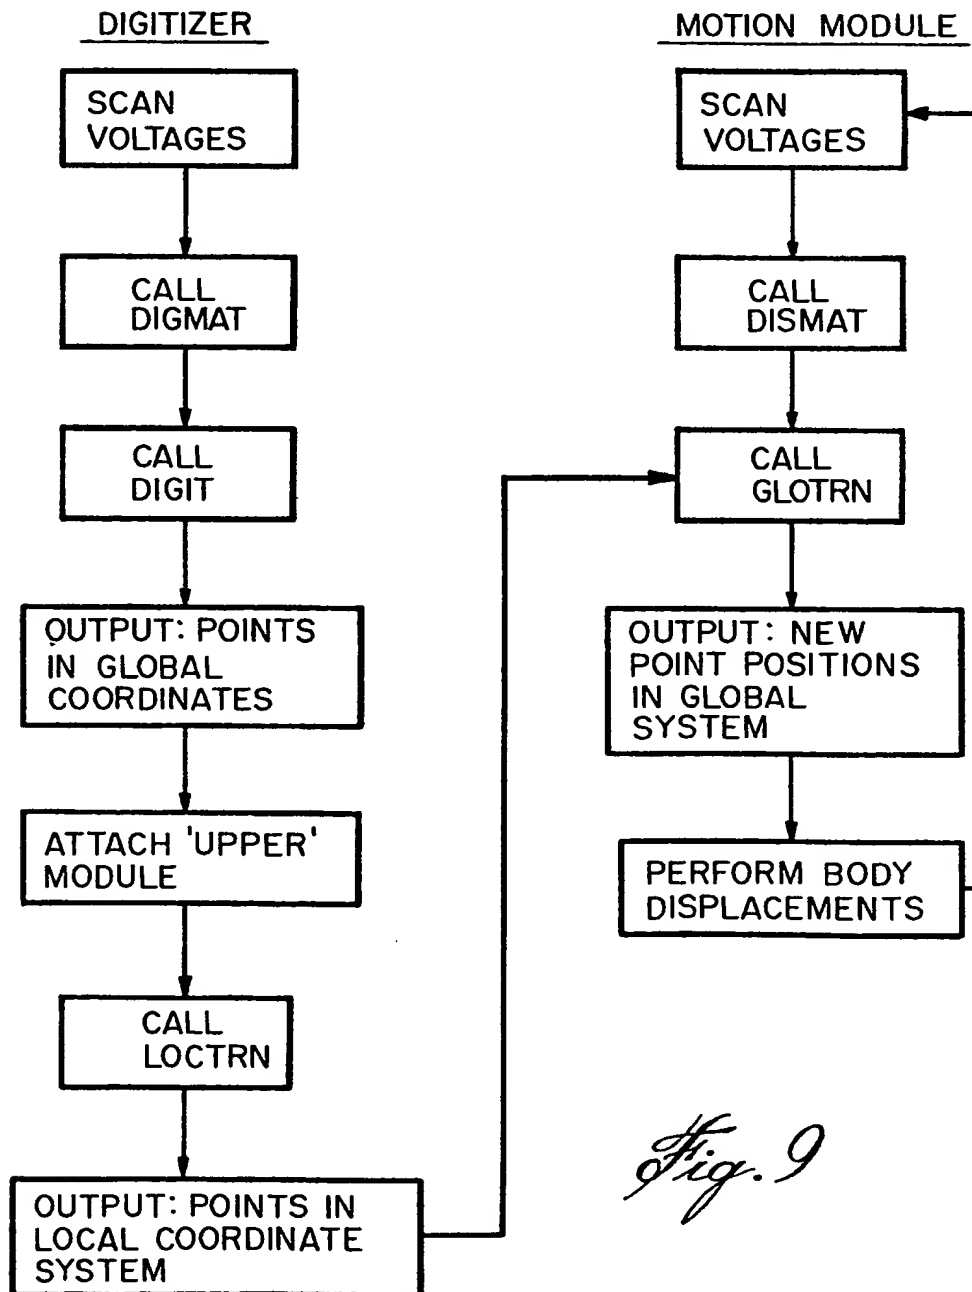 DIGITIZER
SCAN
VOLTAGES
CALL
DIGMAT
CALL
DIGIT
OUTPUT: POINTS
IN GLOBAL
COORDINATES
ATTACH 'UPPER'
MODULE
CALL
LOCTRN
OUTPUT: POINTS IN
LOCAL COORDINATE
SYSTEM
MOTION MODULE
SCAN
VOLTAGES
CALL
DISMAT
CALL
GLOTRN
OUTPUT: NEW
POINT POSITIONS
IN GLOBAL
SYSTEM
PERFORM BODY
DISPLACEMENTS
Fig. 9